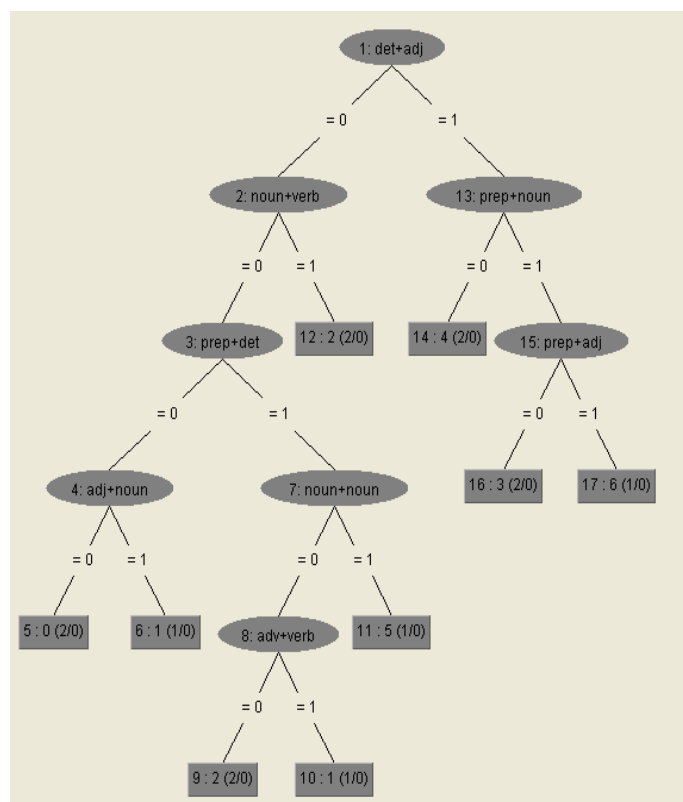 1: det+adj
= 0
= 1
2: noun+verb
13: prep+noun
= 0
= 1
= 0
= 1
3: prep+det
12 : 2 (2/0)
14 : 4 (2/0)
15: prep+adj
= 0
= 1
= 0
= 1
4: adj+noun
7: noun+noun
16 : 3 (2/0)
17 : 6 (1/0)
= 0
= 1
= 0
= 1
5 : 0 (2/0)
6 : 1 (1/0)
8: adv+verb
11 : 5 (1/0)
= 0
= 1
9 : 2 (2/0)
10 : 1 (1/0)